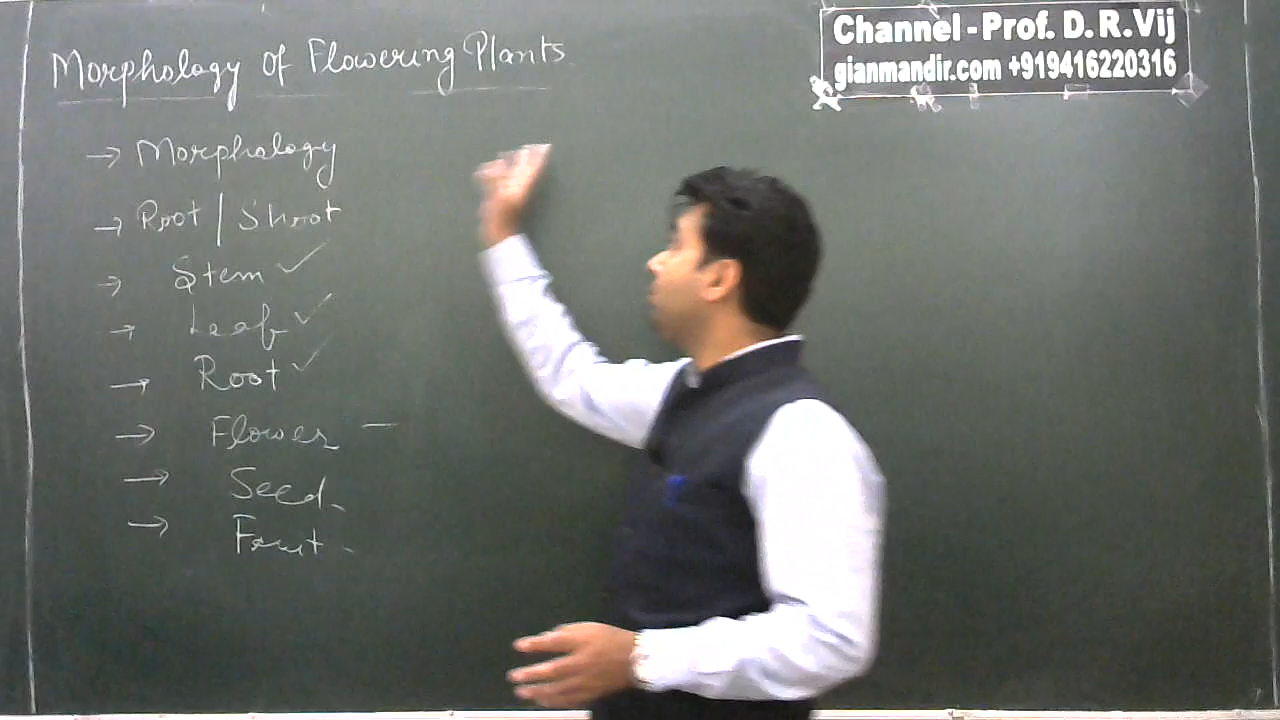 Morphology of Flowering Plants
→ Morphology
→ Root / Shoot
→ Stem ✓
→ Leaf ✓
→ Root ✓
→ Flower —
→ Seed
→ Fruit
Channel - Prof. D.R.Vij
gianmandir.com +919416220316